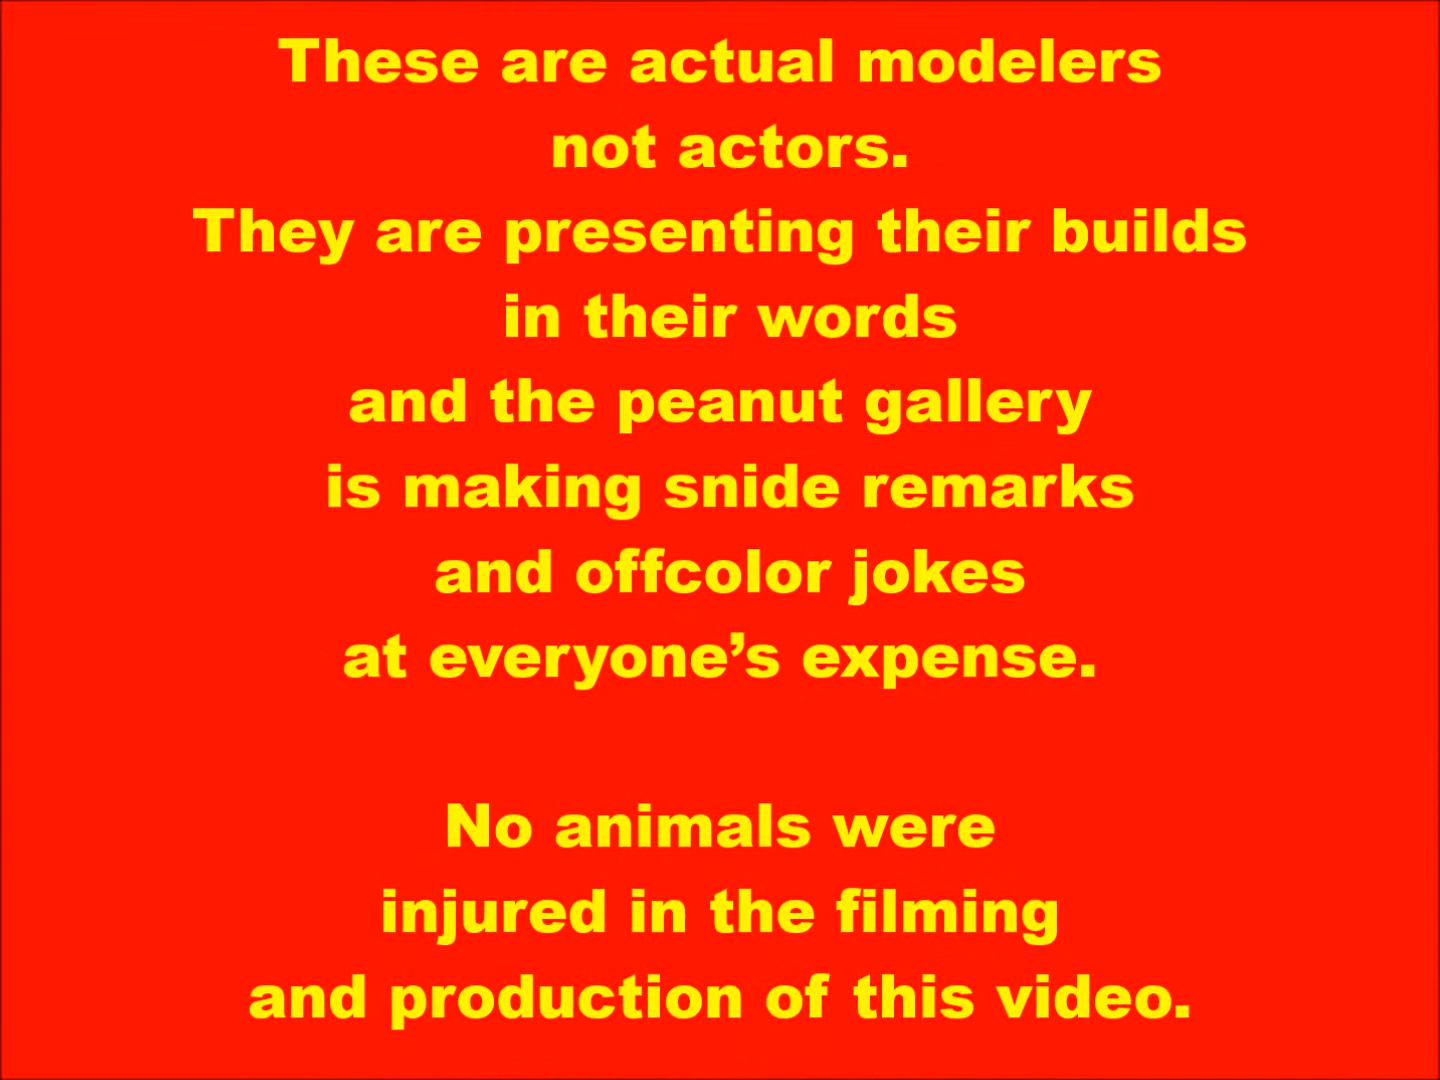 These are actual modelers
not actors.
They are presenting their builds
in their words
and the peanut gallery
is making snide remarks
and offcolor jokes
at everyone’s expense.
No animals were
injured in the filming
and production of this video.